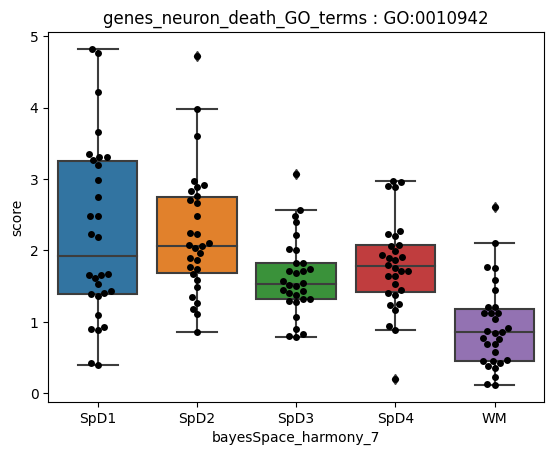 genes_neuron_death_GO_terms : GO:0010942
5
4
3
2
1
0
score
SpD1 SpD2 SpD3 SpD4 WM
bayesSpace_harmony_7